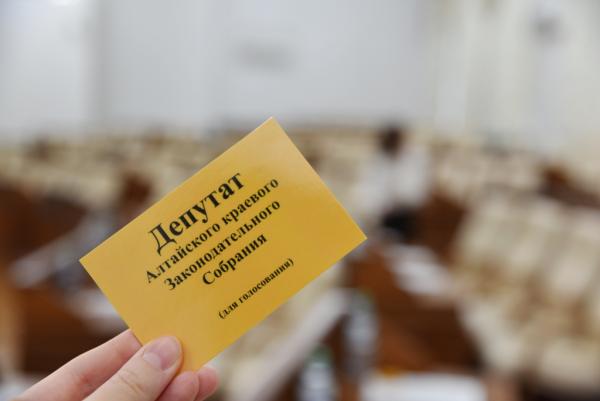 Депутат
Алтайского краевого
Законодательного
Собрания
(для голосования)